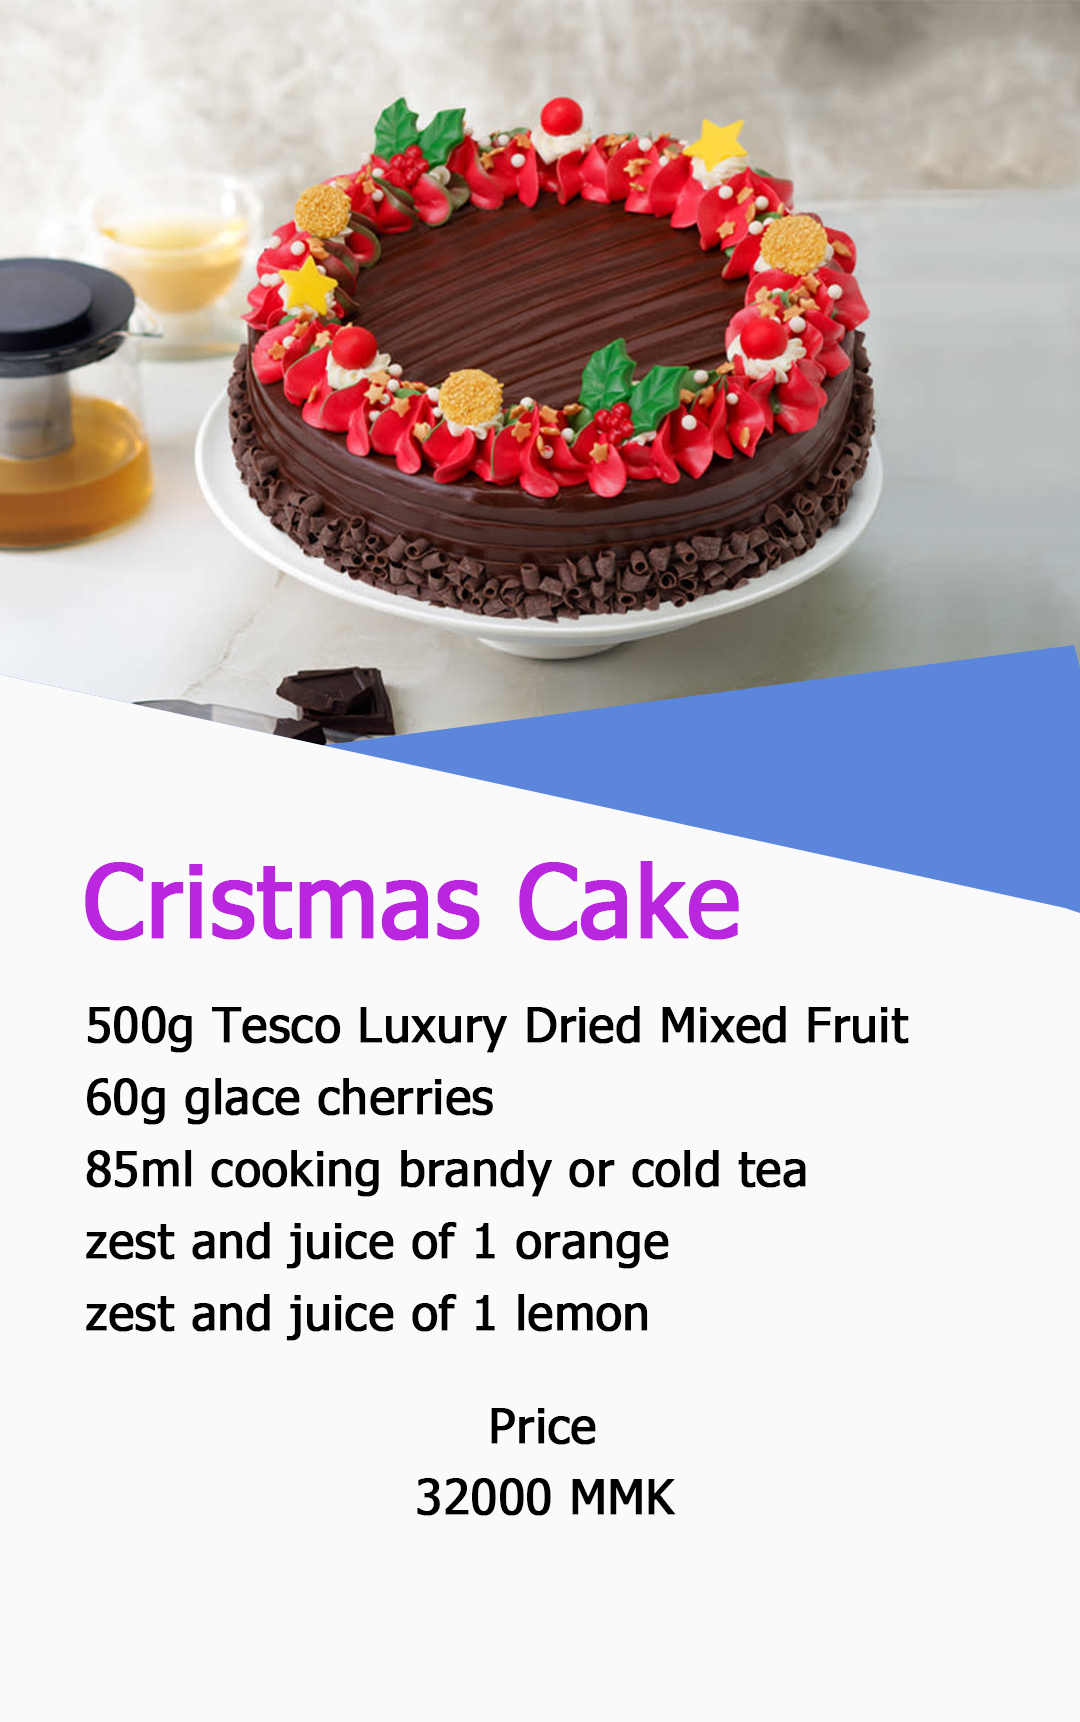 Cristmas Cake
500g Tesco Luxury Dried Mixed Fruit
60g glace cherries
85ml cooking brandy or cold tea
zest and juice of 1 orange
zest and juice of 1 lemon
Price
32000 MMK